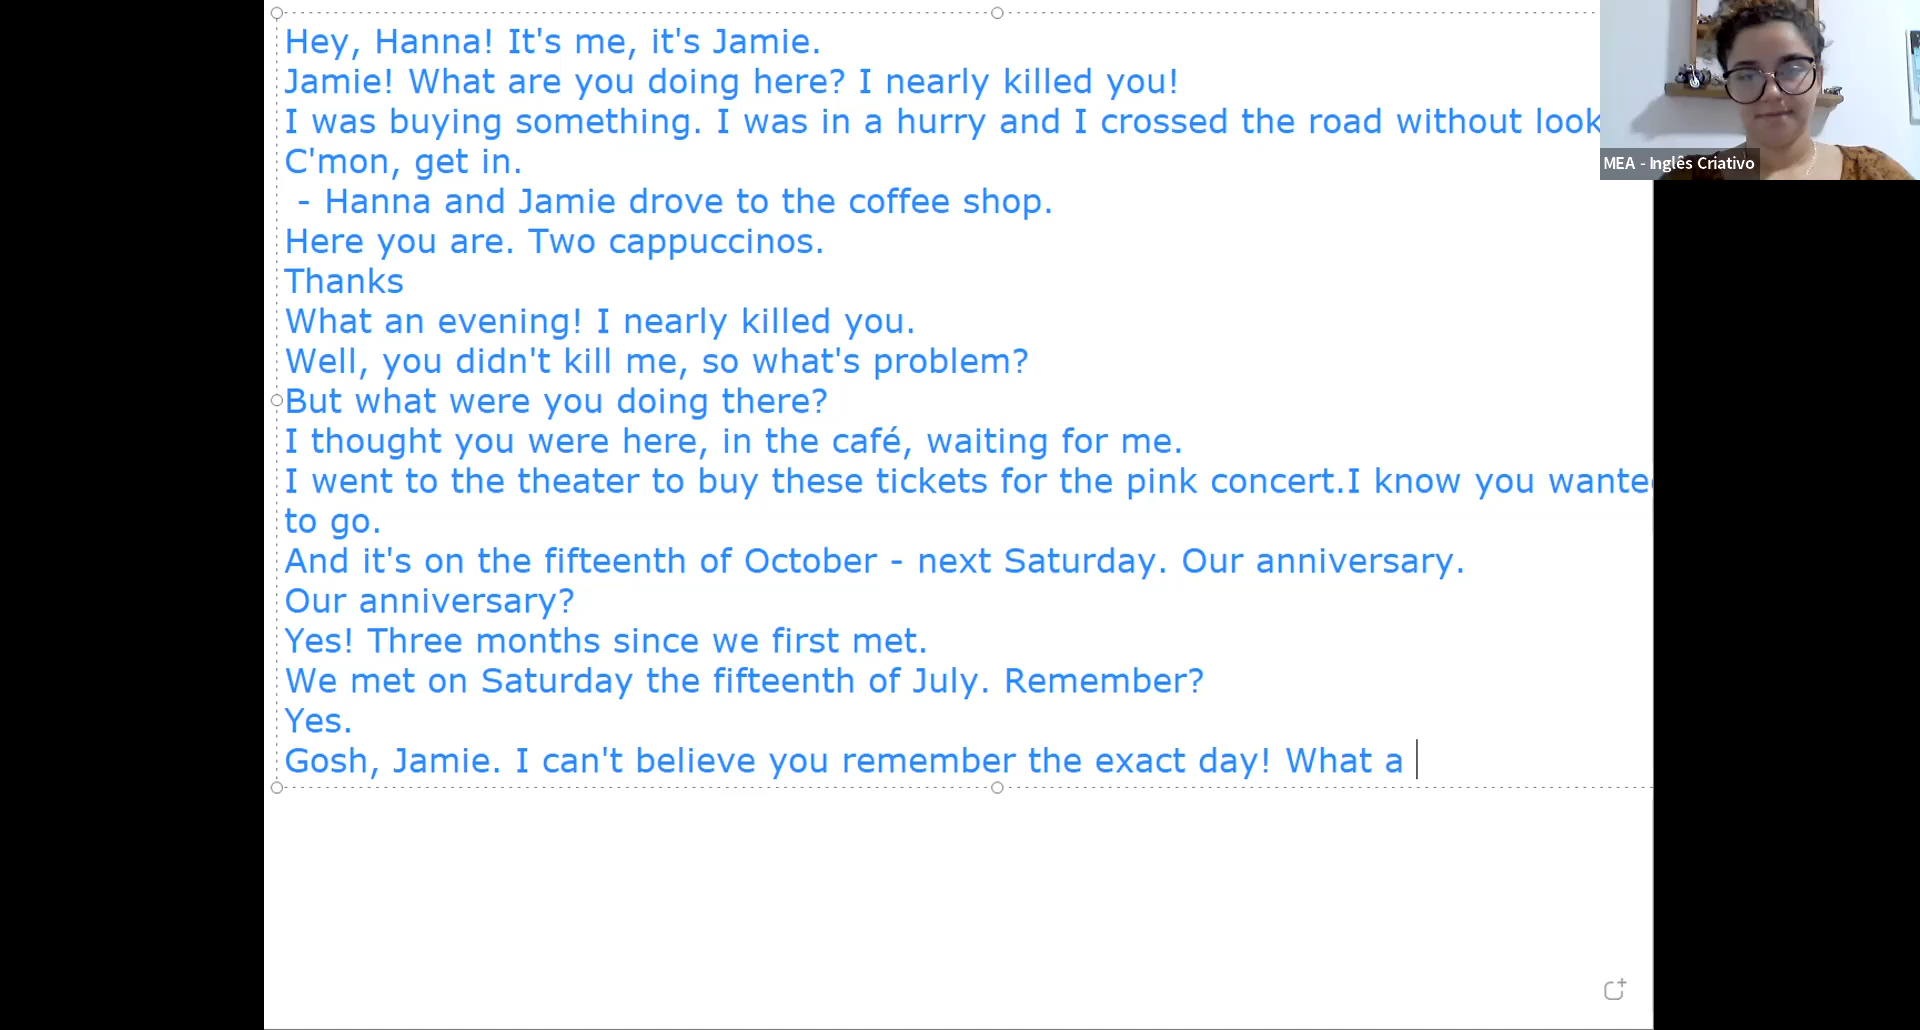 Hey, Hanna! It's me, it's Jamie.
Jamie! What are you doing here? I nearly killed you!
I was buying something. I was in a hurry and I crossed the road without look
C'mon, get in.
- Hanna and Jamie drove to the coffee shop.
Here you are. Two cappuccinos.
Thanks
What an evening! I nearly killed you.
Well, you didn't kill me, so what's problem?
But what were you doing there?
I thought you were here, in the café, waiting for me.
I went to the theater to buy these tickets for the pink concert.I know you wante
to go.
And it's on the fifteenth of October - next Saturday. Our anniversary.
Our anniversary?
Yes! Three months since we first met.
We met on Saturday the fifteenth of July. Remember?
Yes.
Gosh, Jamie. I can't believe you remember the exact day! What a
MEA - Inglês Criativo